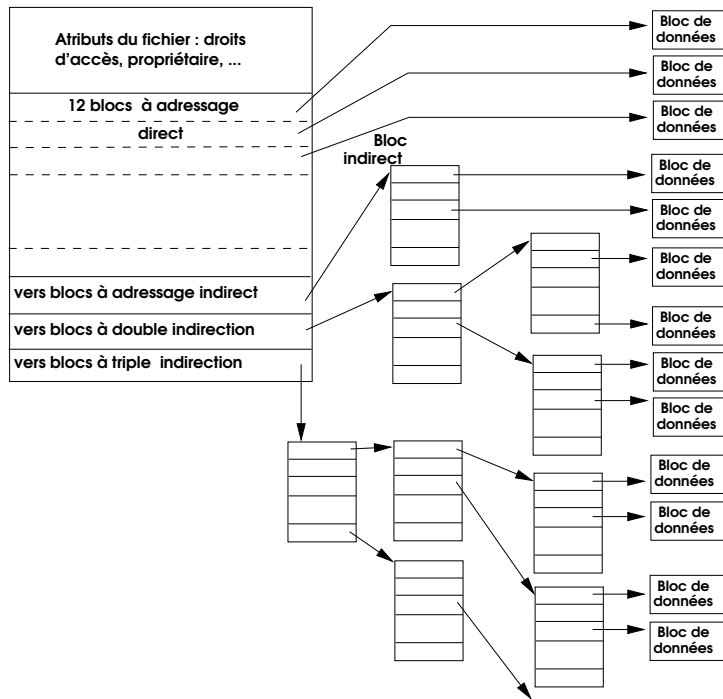 Atributs du fichier : droits
d'accès, propriétaire, ...
12 blocs à adressage
direct
vers blocs à adressage indirect
vers blocs à double indirection
vers blocs à triple indirection
Bloc
indirect
Bloc de
données
Bloc de
données
Bloc de
données
Bloc de
données
Bloc de
données
Bloc de
données
Bloc de
données
Bloc de
données
Bloc de
données
Bloc de
données
Bloc de
données
Bloc de
données
Bloc de
données